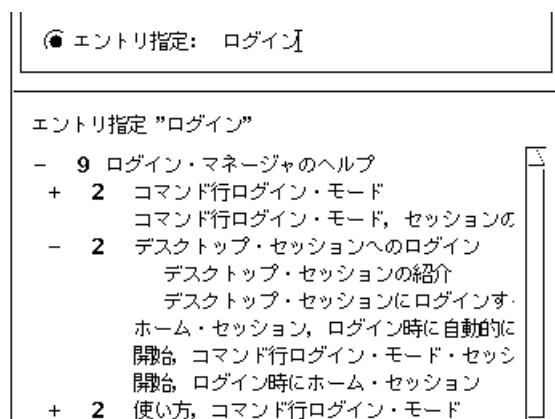 エントリ指定: ログイン
エントリ指定 "ログイン"
− 9 ログイン・マネージャのヘルプ
+ 2 コマンド行ログイン・モード
コマンド行ログイン・モード, セッションの
− 2 デスクトップ・セッションへのログイン
デスクトップ・セッションの紹介
デスクトップ・セッションにログインす
ホーム・セッション, ログイン時に自動的に
開始, コマンド行ログイン・モード・セッシ
開始, ログイン時にホーム・セッション
+ 2 使い方, コマンド行ログイン・モード